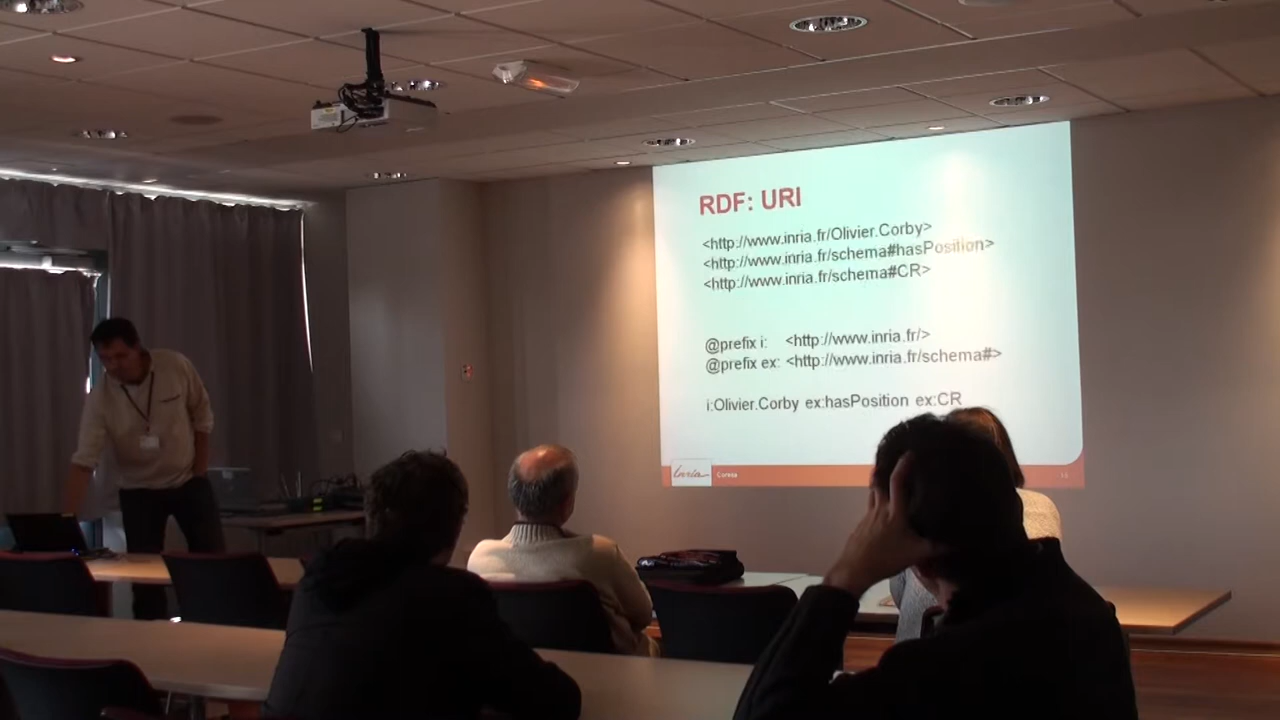 RDF: URI
<http://www.inria.fr/Olivier.Corby>
<http://www.inria.fr/schema#hasPosition>
<http://www.inria.fr/schema#CR>
@prefix i: <http://www.inria.fr/>
@prefix ex: <http://www.inria.fr/schema#>
i:Olivier.Corby ex:hasPosition ex:CR
Inria